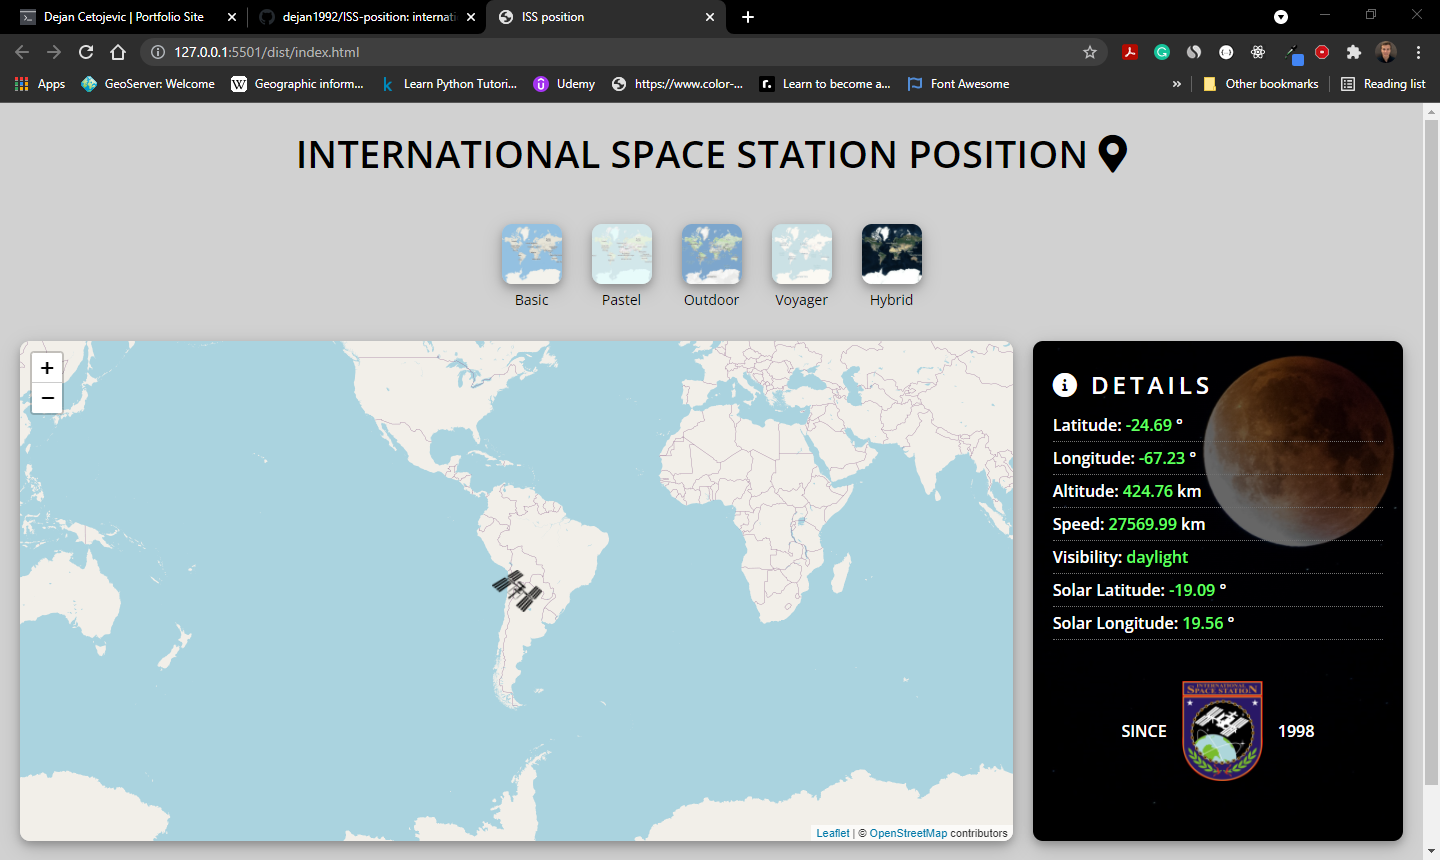 Dejan Cetojevic | Portfolio Site
dejan1992/ISS-position: internati
ISS position
127.0.0.1:5501/dist/index.html
Apps
GeoServer: Welcome
Geographic inform...
Learn Python Tutori...
Udemy
https://www.color-...
Learn to become a...
Font Awesome
»
Other bookmarks
Reading list
INTERNATIONAL SPACE STATION POSITION
Basic
Pastel
Outdoor
Voyager
Hybrid
+
−
Leaflet | © OpenStreetMap contributors
DETAILS
Latitude: -24.69 °
Longitude: -67.23 °
Altitude: 424.76 km
Speed: 27569.99 km
Visibility: daylight
Solar Latitude: -19.09 °
Solar Longitude: 19.56 °
INTERNATIONAL
SPACE STATION
SINCE
1998